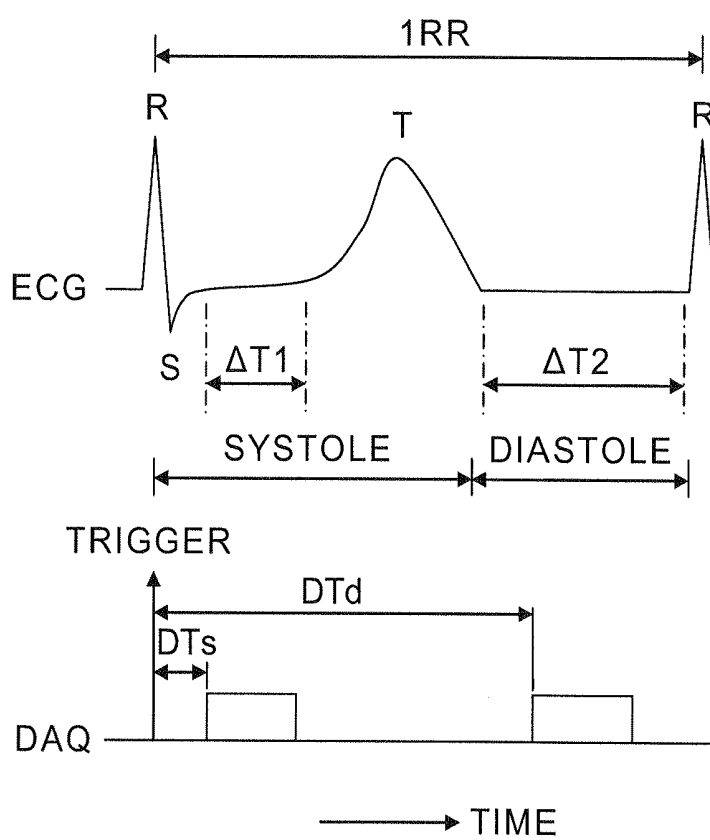 1RR
R
T
R
ECG
S
ΔT1
ΔT2
SYSTOLE
DIASTOLE
TRIGGER
DTd
DTs
DAQ
TIME